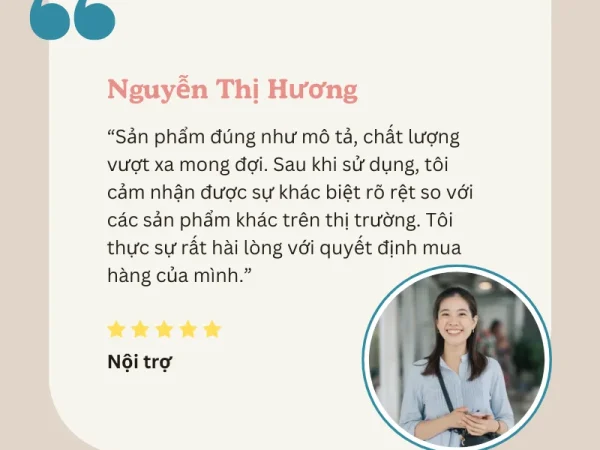 Nguyễn Thị Hương
“Sản phẩm đúng như mô tả, chất lượng
vượt xa mong đợi. Sau khi sử dụng, tôi
cảm nhận được sự khác biệt rõ rệt so với
các sản phẩm khác trên thị trường. Tôi
thực sự rất hài lòng với quyết định mua
hàng của mình.”
Nội trợ